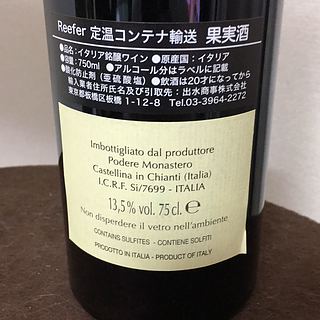 Reefer 定温コンテナ輸送 果実酒
●品名:イタリア銘醸ワイン ●原産国:イタリア
●容量:750ml ●アルコール分はラベルに記載
●酸化防止剤(亜硫酸塩) ●飲酒は20才になってから
輸入業者住所氏名及び引取先:出水商事株式会社
東京都板橋区板橋 1-12-8 TEL.03-3964-2272
Imbottigliato dal produttore
Podere Monastero
Castellina in Chianti (Italia)
I.C.R.F. Si/7699 - ITALIA
13,5% vol. 75 cl. ℮
Non disperdere il vetro nell'ambiente
CONTAINS SULFITES - CONTIENE SOLFITI
PRODOTTO IN ITALIA - PRODUCT OF ITALY